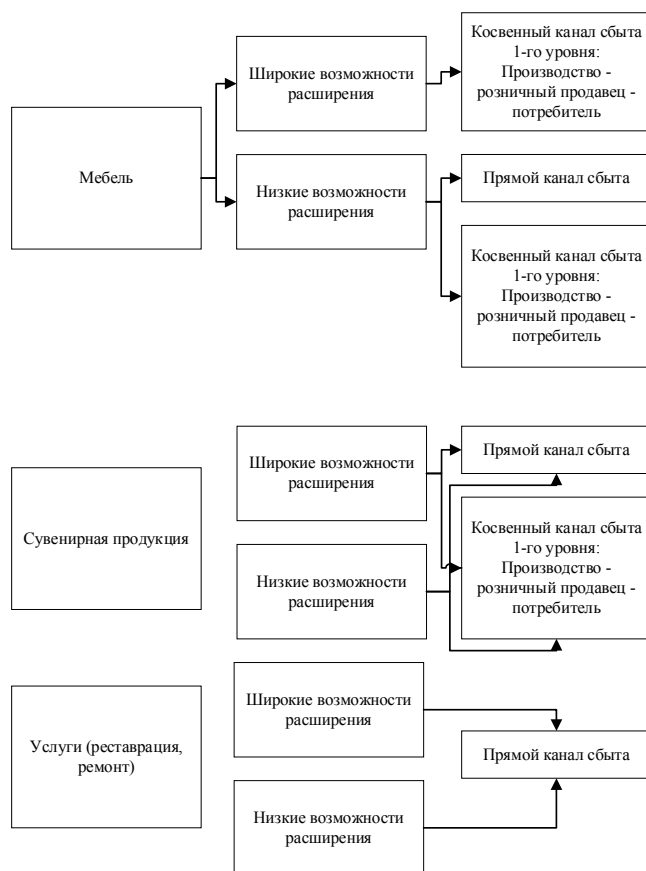 Мебель
Широкие возможности
расширения
Косвенный канал сбыта
1-го уровня:
Производство -
розничный продавец -
потребитель
Низкие возможности
расширения
Прямой канал сбыта
Косвенный канал сбыта
1-го уровня:
Производство -
розничный продавец -
потребитель
Сувенирная продукция
Широкие возможности
расширения
Прямой канал сбыта
Низкие возможности
расширения
Косвенный канал сбыта
1-го уровня:
Производство -
розничный продавец -
потребитель
Услуги (реставрация,
ремонт)
Широкие возможности
расширения
Прямой канал сбыта
Низкие возможности
расширения